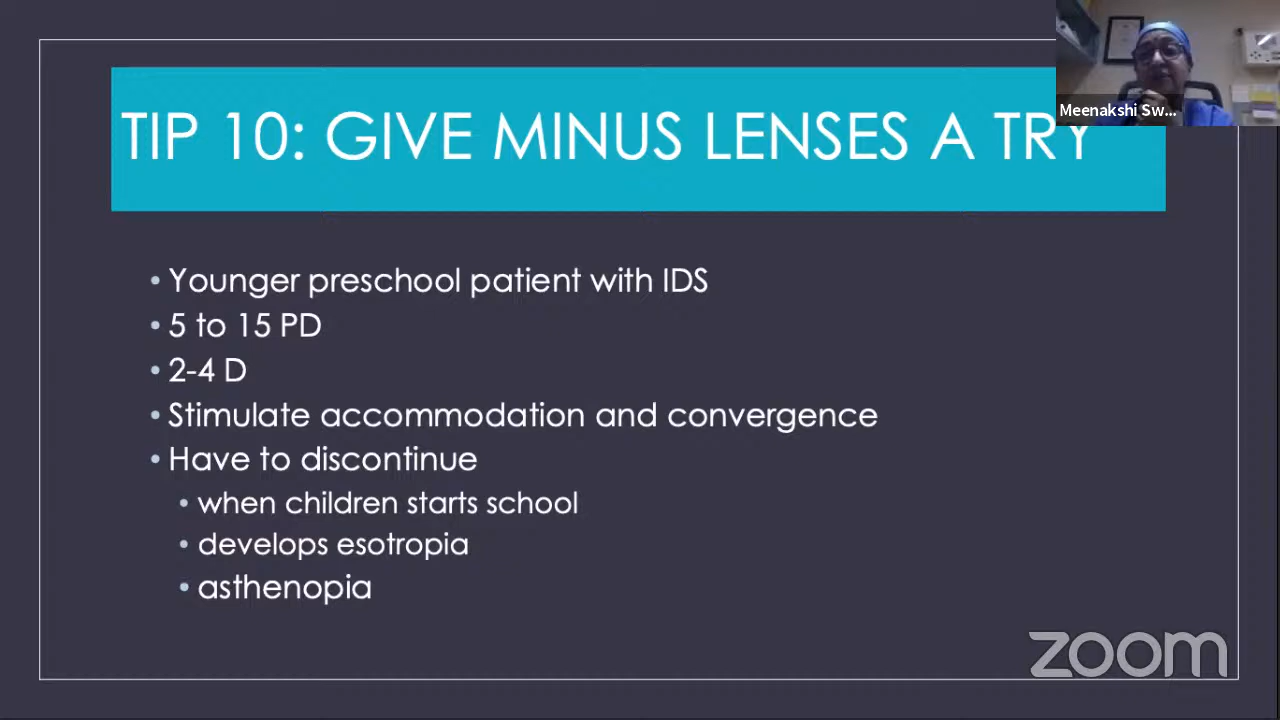 TIP 10: GIVE MINUS LENSES A TRY
Meenakshi Sw...
• Younger preschool patient with IDS
• 5 to 15 PD
• 2-4 D
• Stimulate accommodation and convergence
• Have to discontinue
• when children starts school
• develops esotropia
• asthenopia
zoom